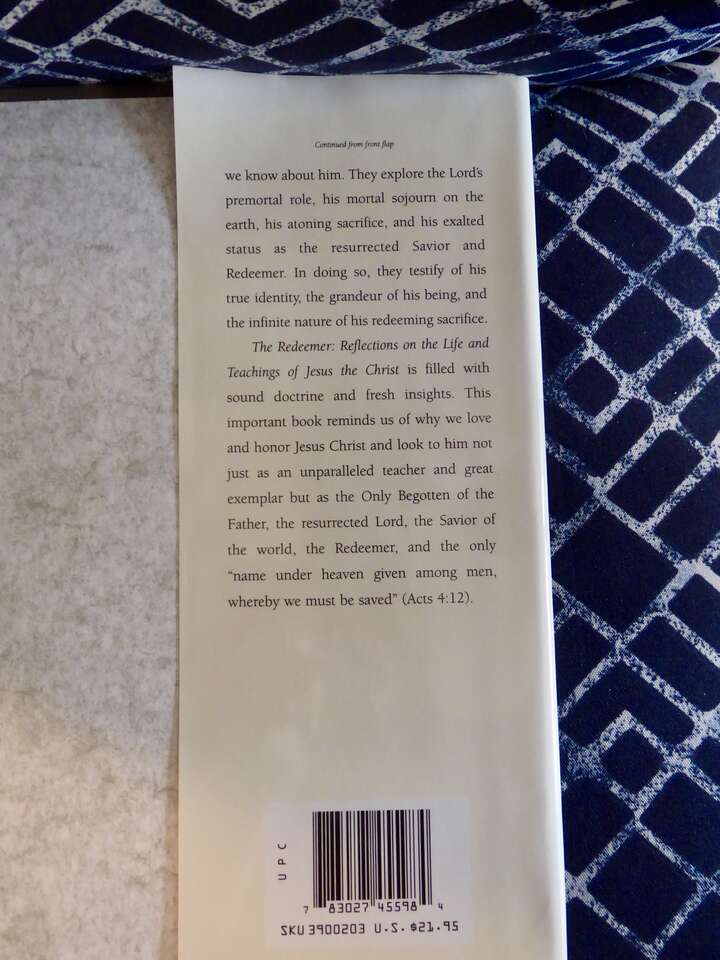 Continued from front flap
we know about him. They explore the Lord's
premortal role, his mortal sojourn on the
earth, his atoning sacrifice, and his exalted
status as the resurrected Savior and
Redeemer. In doing so, they testify of his
true identity, the grandeur of his being, and
the infinite nature of his redeeming sacrifice.
The Redeemer: Reflections on the Life and
Teachings of Jesus the Christ is filled with
sound doctrine and fresh insights. This
important book reminds us of why we love
and honor Jesus Christ and look to him not
just as an unparalleled teacher and great
exemplar but as the Only Begotten of the
Father, the resurrected Lord, the Savior of
the world, the Redeemer, and the only
“name under heaven given among men,
whereby we must be saved” (Acts 4:12).
UPC
7 83027 45598 4
SKU 3900203 U.S. $21.95